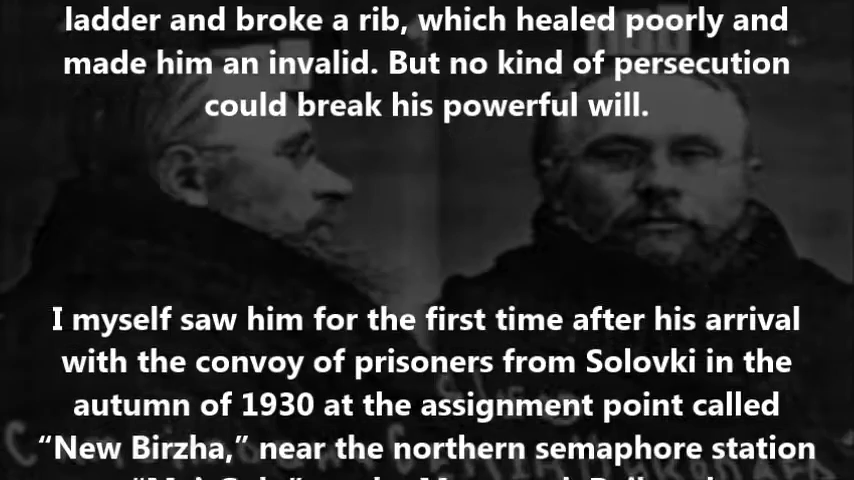 ladder and broke a rib, which healed poorly and
made him an invalid. But no kind of persecution
could break his powerful will.
I myself saw him for the first time after his arrival
with the convoy of prisoners from Solovki in the
autumn of 1930 at the assignment point called
“New Birzha,” near the northern semaphore station